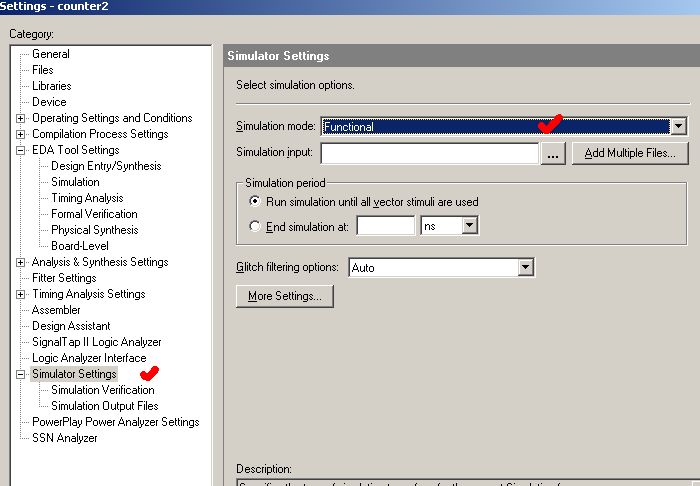 Settings - counter2
Category:
General
Files
Libraries
Device
Operating Settings and Conditions
Compilation Process Settings
EDA Tool Settings
Design Entry/Synthesis
Simulation
Timing Analysis
Formal Verification
Physical Synthesis
Board-Level
Analysis & Synthesis Settings
Fitter Settings
Timing Analysis Settings
Assembler
Design Assistant
SignalTap II Logic Analyzer
Logic Analyzer Interface
Simulator Settings
Simulation Verification
Simulation Output Files
PowerPlay Power Analyzer Settings
SSN Analyzer
Simulator Settings
Select simulation options.
Simulation mode: Functional
Simulation input: ... Add Multiple Files...
Simulation period
Run simulation until all vector stimuli are used
End simulation at: ns
Glitch filtering options: Auto
More Settings...
Description: